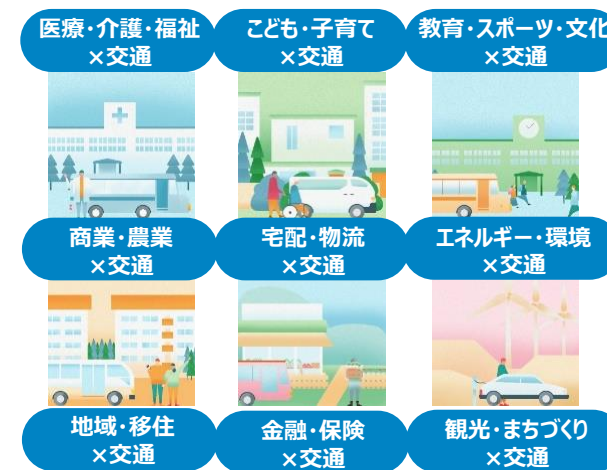 医療・介護・福祉
×交通
こども・子育て
×交通
教育・スポーツ・文化
×交通
商業・農業
×交通
宅配・物流
×交通
エネルギー・環境
×交通
地域・移住
×交通
金融・保険
×交通
観光・まちづくり
×交通